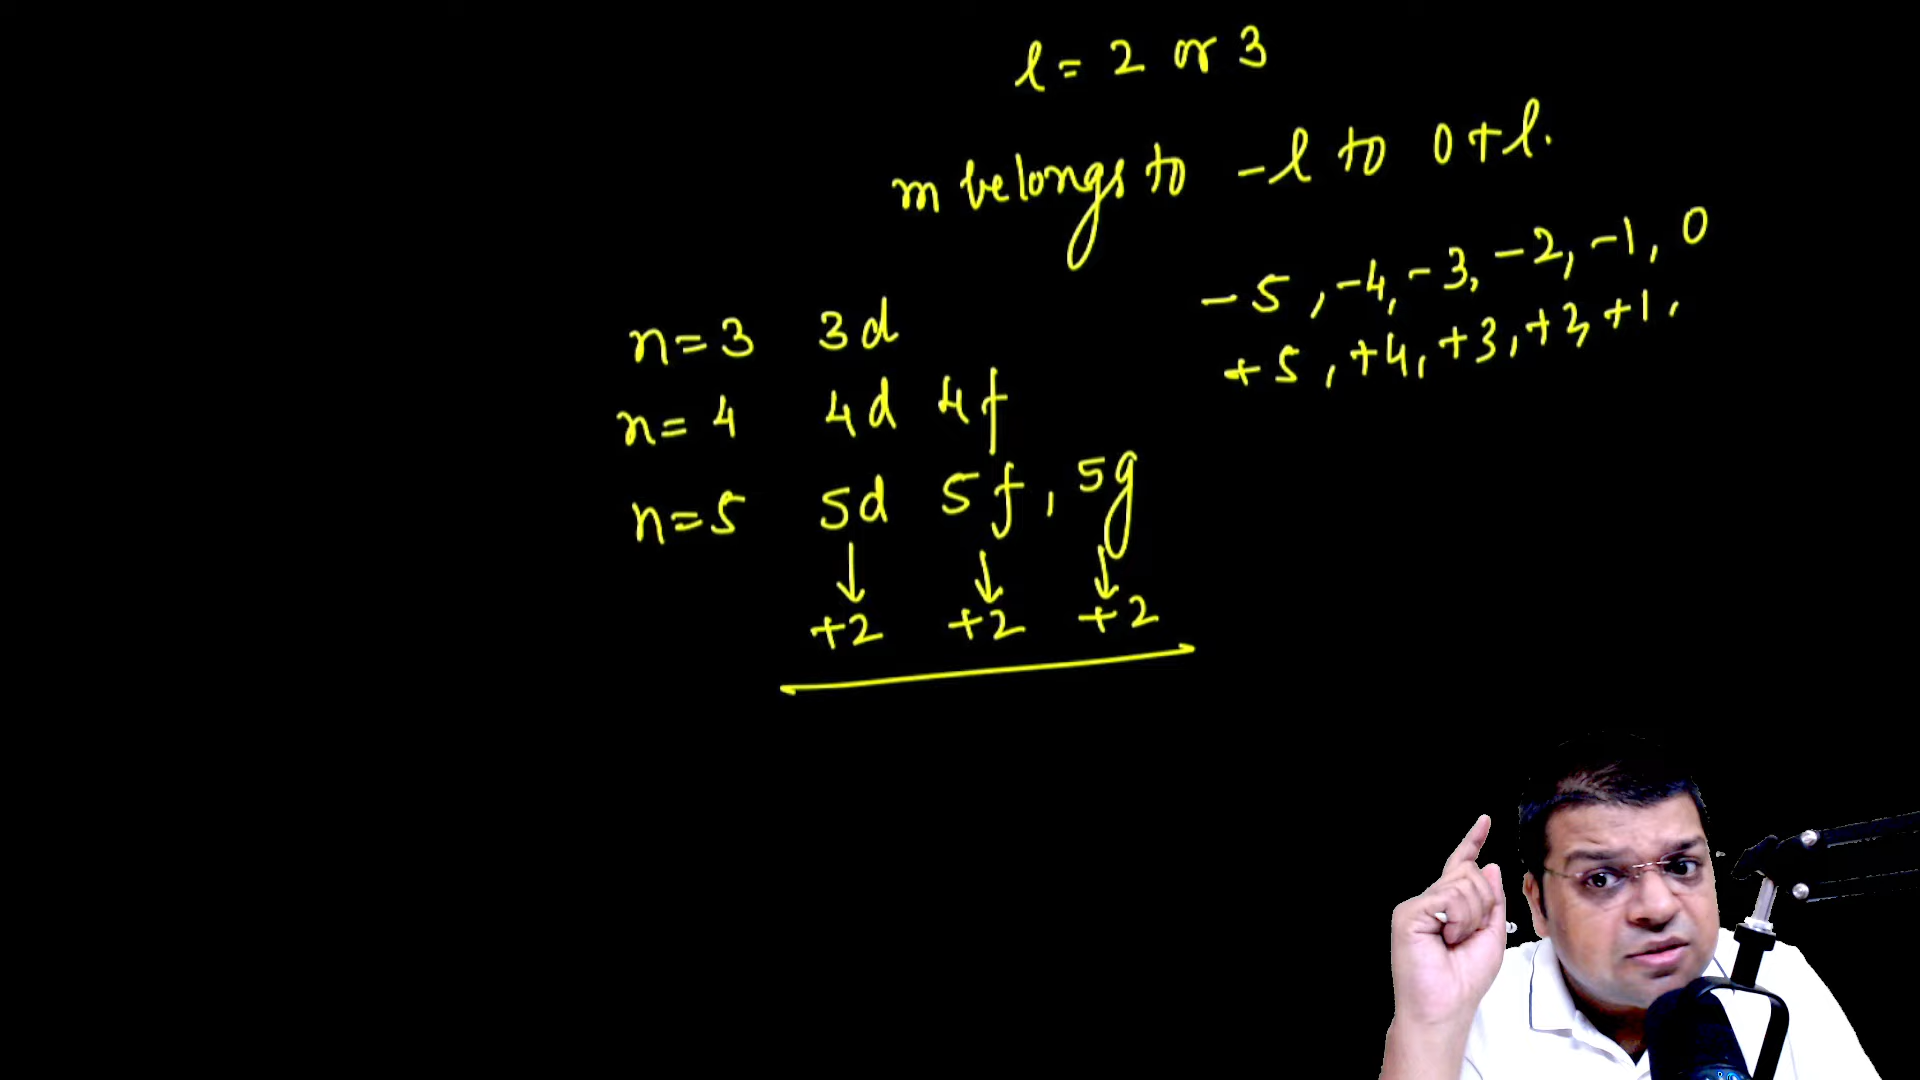 l = 2 or 3
m belongs to -l to 0 + l.
-5, -4, -3, -2, -1, 0
+5, +4, +3, +2, +1,
n=3 3d
n=4 4d 4f
n=5 5d 5f, 5g
↓ ↓ ↓
+2 +2 +2